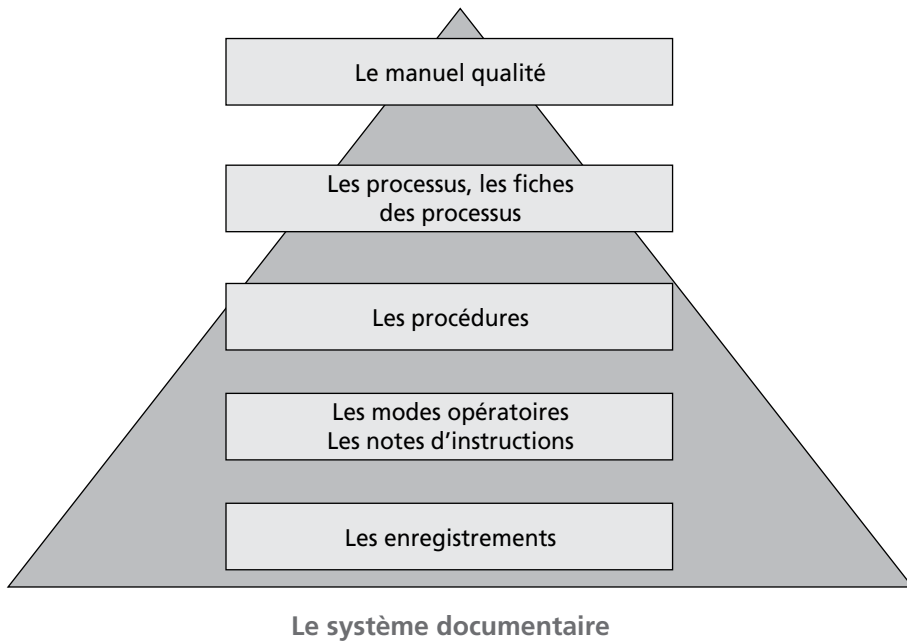 Le manuel qualité
Les processus, les fiches
des processus
Les procédures
Les modes opératoires
Les notes d'instructions
Les enregistrements
Le système documentaire